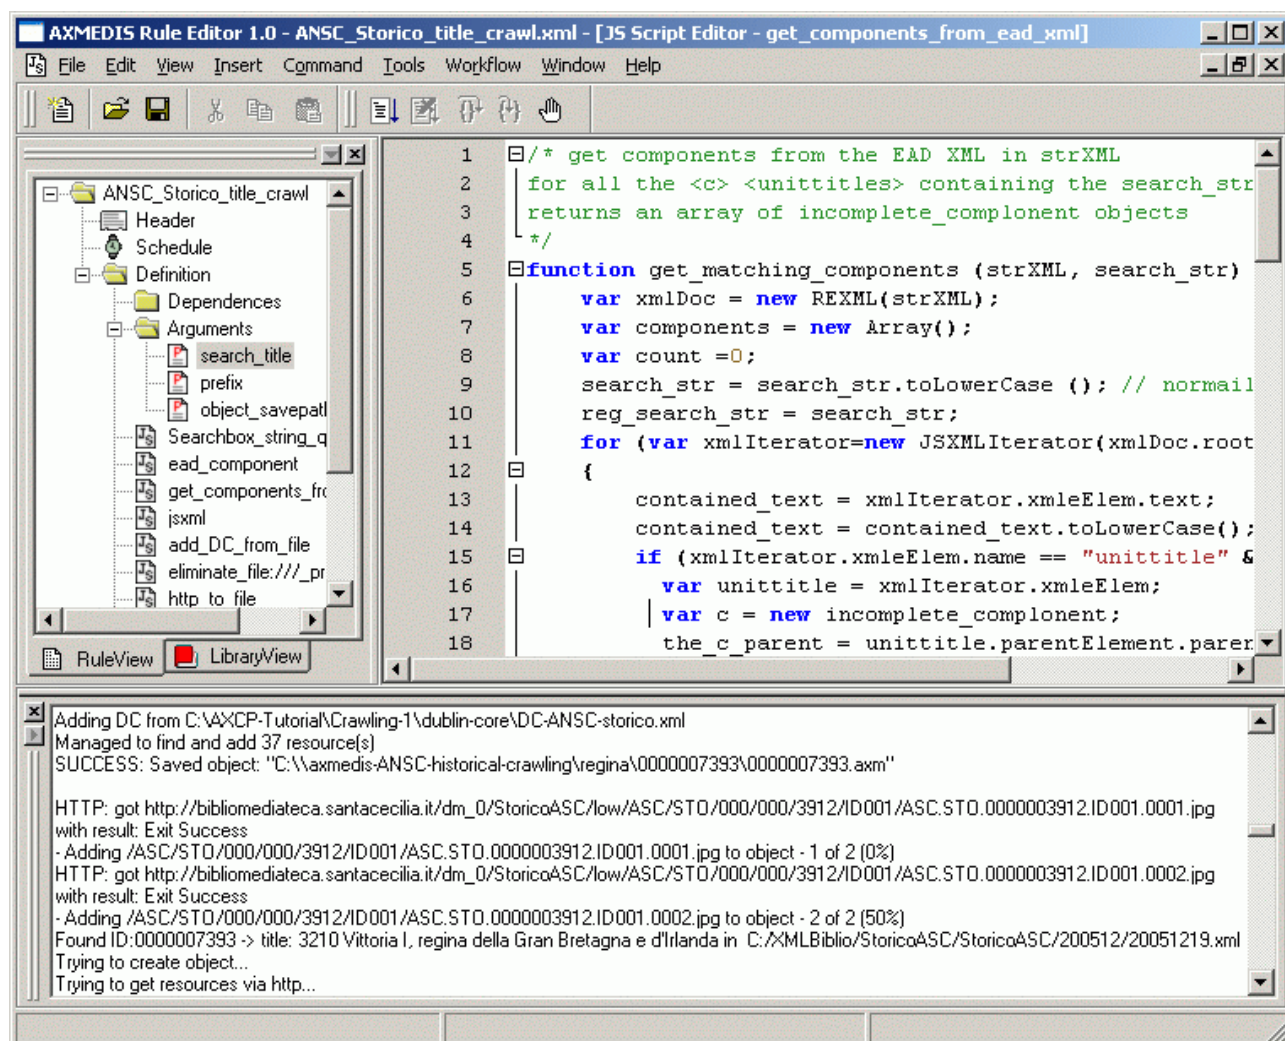 AXMEDIS Rule Editor 1.0 - ANSC_Storico_title_crawl.xml - [JS Script Editor - get_components_from_ead_xml]
File Edit View Insert Command Tools Workflow Window Help
ANSC_Storico_title_crawl
Header
Schedule
Definition
Dependences
Arguments
search_title
prefix
object_savepatl
Searchbox_string_q
ead_component
get_components_frc
jsxml
add_DC_from_file
eliminate_file:///_pr
http_to_file
RuleView LibraryView
1 /* get components from the EAD XML in strXML
2 for all the <c> <unittitles> containing the search_str
3 returns an array of incomplete_complonent objects
4 */
5 function get_matching_components (strXML, search_str)
6 var xmlDoc = new REXML(strXML);
7 var components = new Array();
8 var count =0;
9 search_str = search_str.toLowerCase (); // normail
10 reg_search_str = search_str;
11 for (var xmlIterator=new JSXMLIterator(xmlDoc.root
12 {
13 contained_text = xmlIterator.xmleElem.text;
14 contained_text = contained_text.toLowerCase();
15 if (xmlIterator.xmleElem.name == "unittitle" &
16 var unittitle = xmlIterator.xmleElem;
17 var c = new incomplete_complonent;
18 the_c_parent = unittitle.parentElement.paren
Adding DC from C:\AXCP-Tutorial\Crawling-1\dublin-core\DC-ANSC-storico.xml
Managed to find and add 37 resource(s)
SUCCESS: Saved object: "C:\\axmedis-ANSC-historical-crawling\regina\0000007393\0000007393.axm"
HTTP: got http://bibliomediateca.santacecilia.it/dm_0/StoricoASC/low/ASC/STO/000/000/3912/ID001/ASC.STO.0000003912.ID001.0001.jpg
with result: Exit Success
- Adding /ASC/STO/000/000/3912/ID001/ASC.STO.0000003912.ID001.0001.jpg to object - 1 of 2 (0%)
HTTP: got http://bibliomediateca.santacecilia.it/dm_0/StoricoASC/low/ASC/STO/000/000/3912/ID001/ASC.STO.0000003912.ID001.0002.jpg
with result: Exit Success
- Adding /ASC/STO/000/000/3912/ID001/ASC.STO.0000003912.ID001.0002.jpg to object - 2 of 2 (50%)
Found ID:0000007393 -> title: 3210 Vittoria I, regina della Gran Bretagna e d'Irlanda in C:/XMLBiblio/StoricoASC/StoricoASC/200512/20051219.xml
Trying to create object...
Trying to get resources via http...